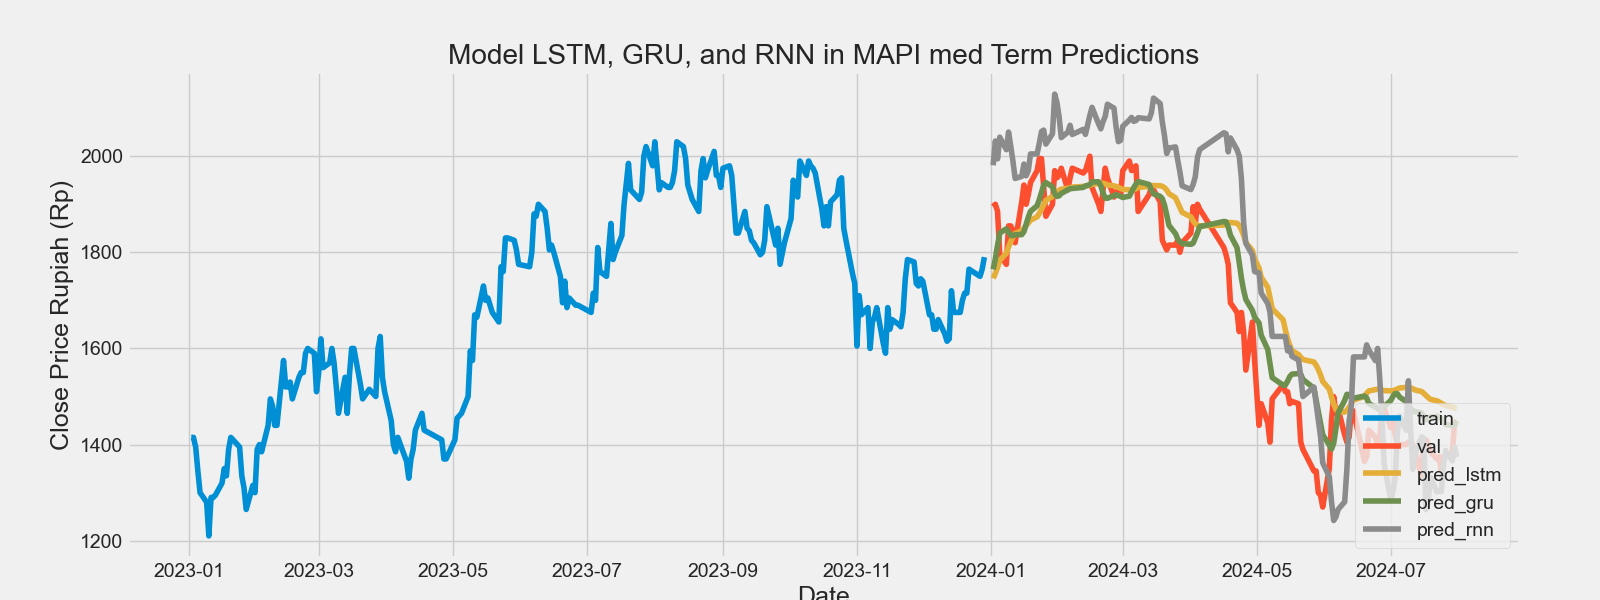 Model LSTM, GRU, and RNN in MAPI med Term Predictions
Close Price Rupiah (Rp)
2000
1800
1600
1400
1200
train
val
pred_lstm
pred_gru
pred_rnn
2023-01 2023-03 2023-05 2023-07 2023-09 2023-11 2024-01 2024-03 2024-05 2024-07
Date